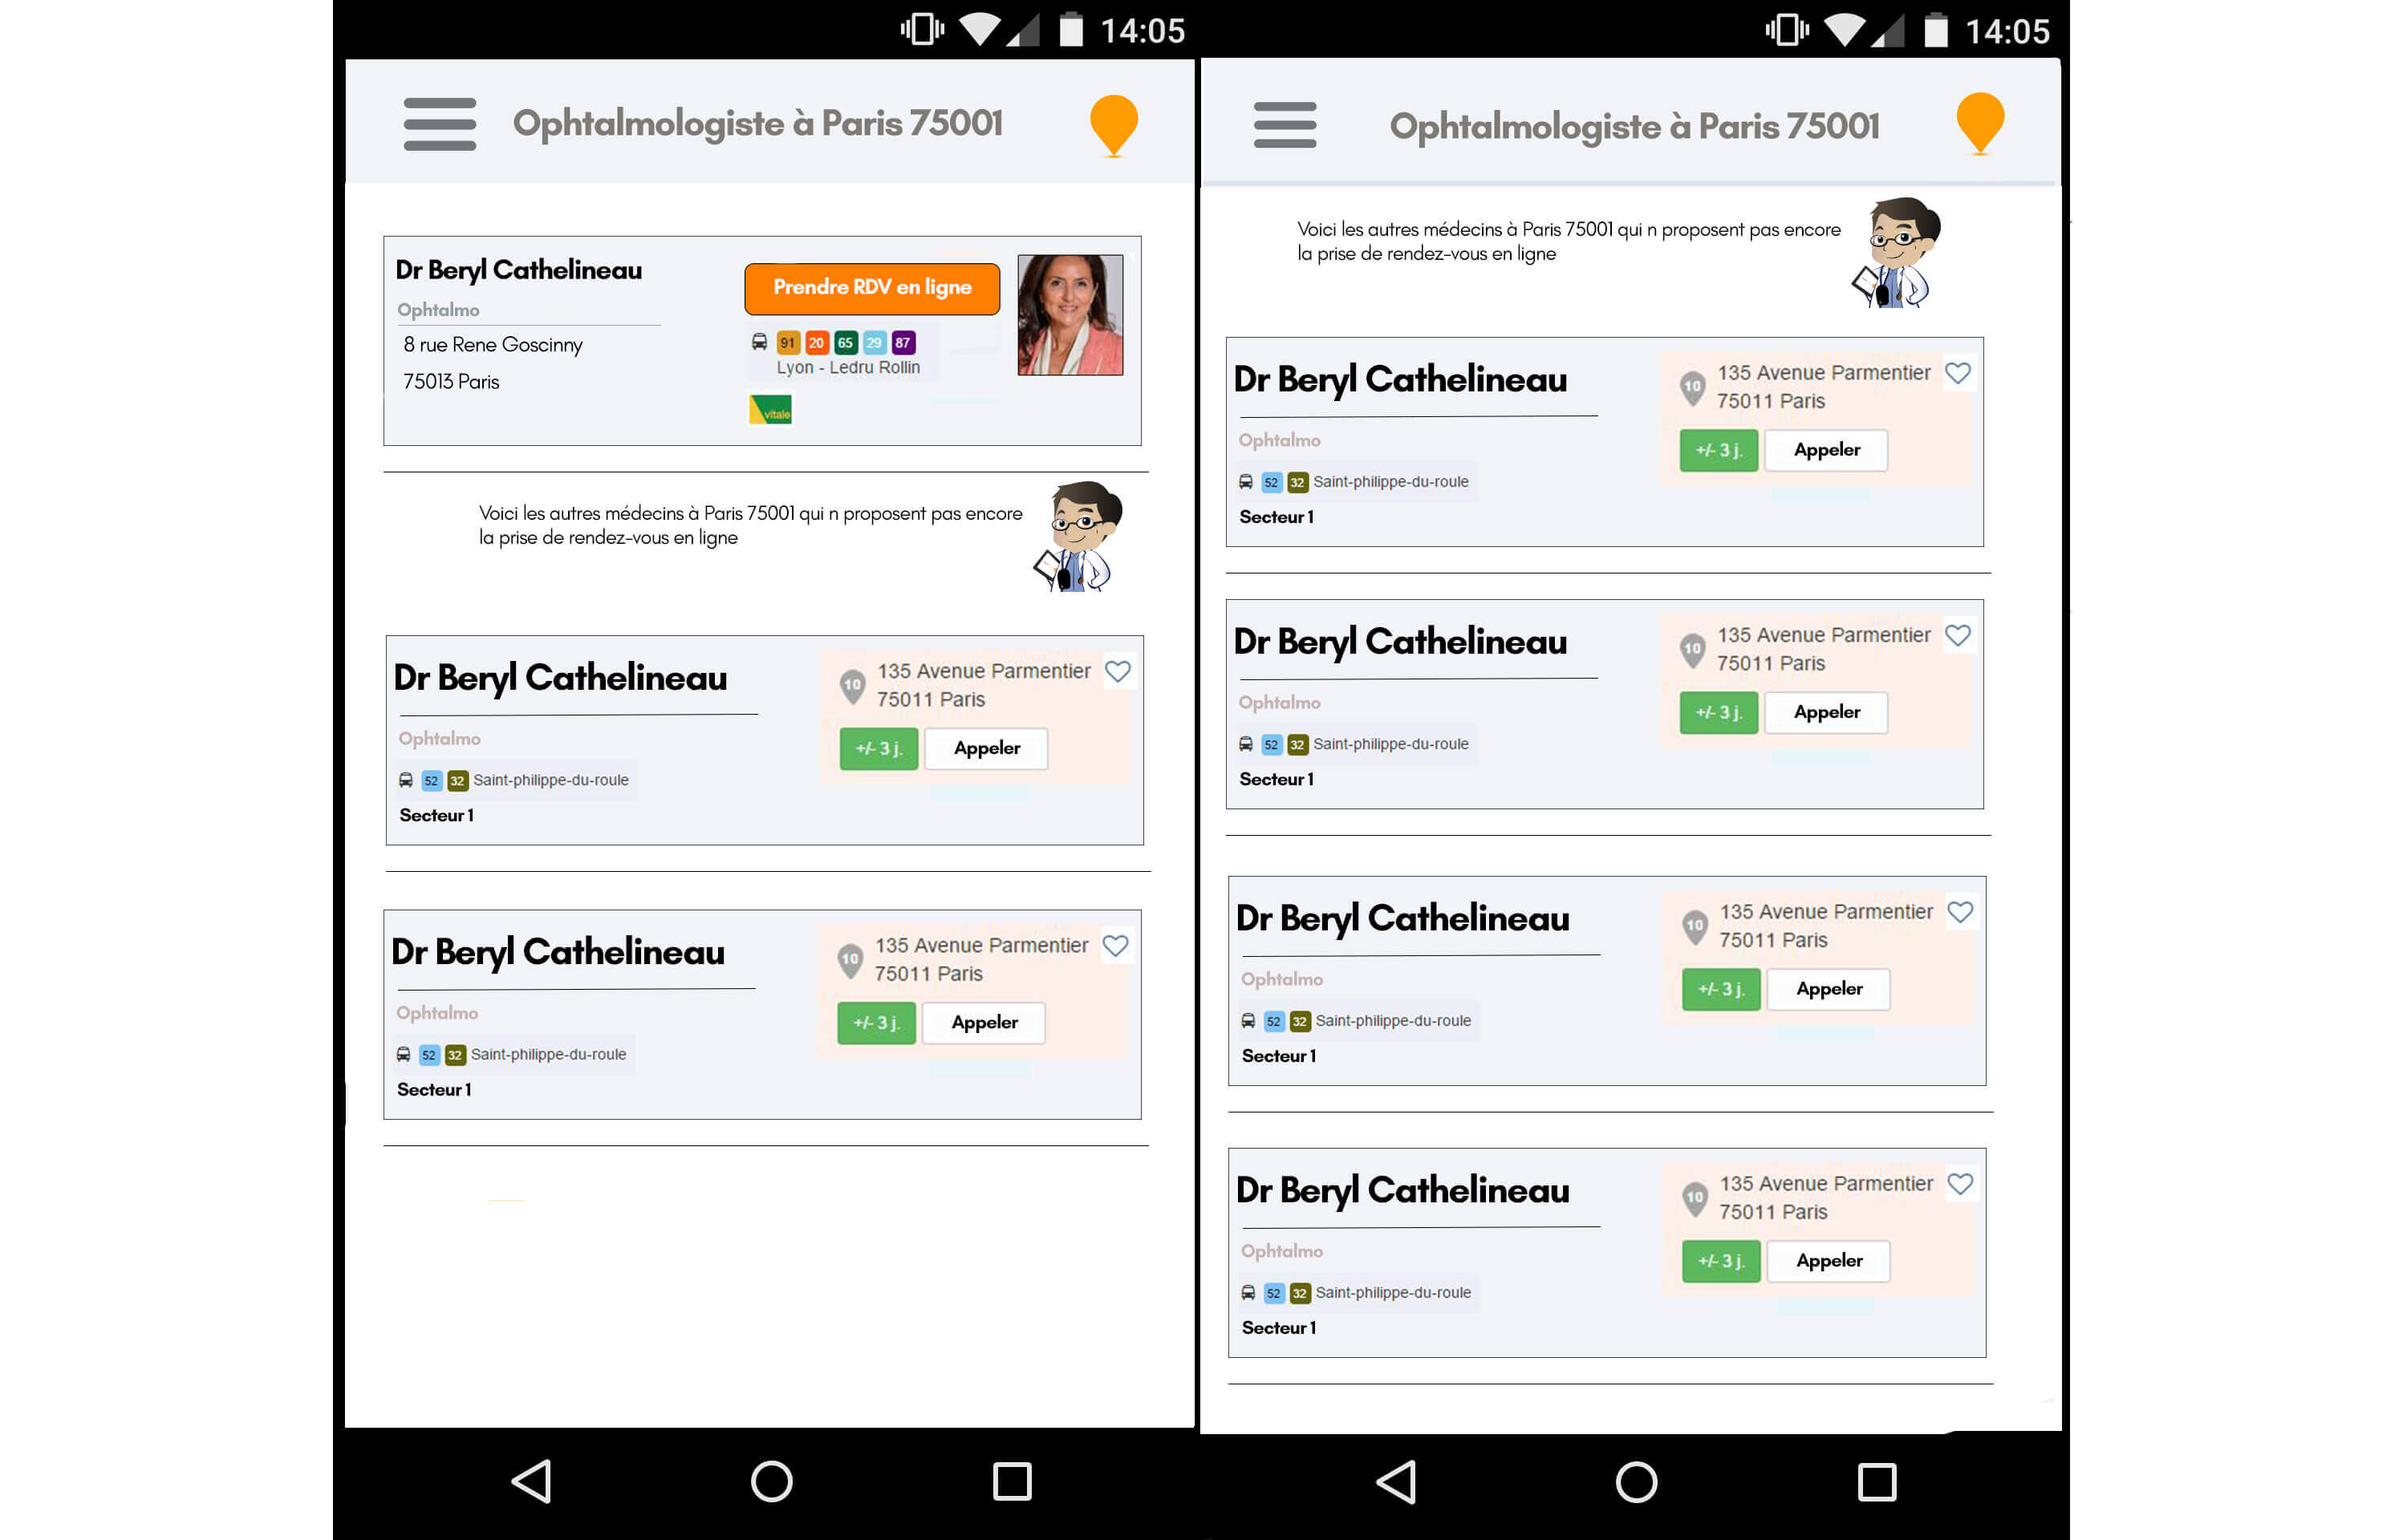 14:05
Ophtalmologiste à Paris 75001
Dr Beryl Cathelineau
Ophtalmo
8 rue Rene Goscinny
75013 Paris
Prendre RDV en ligne
91 20 65 29 87
Lyon - Ledru Rollin
vitale
Voici les autres médecins à Paris 75001 qui n proposent pas encore
la prise de rendez-vous en ligne
Dr Beryl Cathelineau
Ophtalmo
52 32 Saint-philippe-du-roule
Secteur 1
10 135 Avenue Parmentier
75011 Paris
+/- 3 j. Appeler
Dr Beryl Cathelineau
Ophtalmo
52 32 Saint-philippe-du-roule
Secteur 1
10 135 Avenue Parmentier
75011 Paris
+/- 3 j. Appeler
14:05
Ophtalmologiste à Paris 75001
Voici les autres médecins à Paris 75001 qui n proposent pas encore
la prise de rendez-vous en ligne
Dr Beryl Cathelineau
Ophtalmo
52 32 Saint-philippe-du-roule
Secteur 1
10 135 Avenue Parmentier
75011 Paris
+/- 3 j. Appeler
Dr Beryl Cathelineau
Ophtalmo
52 32 Saint-philippe-du-roule
Secteur 1
10 135 Avenue Parmentier
75011 Paris
+/- 3 j. Appeler
Dr Beryl Cathelineau
Ophtalmo
52 32 Saint-philippe-du-roule
Secteur 1
10 135 Avenue Parmentier
75011 Paris
+/- 3 j. Appeler
Dr Beryl Cathelineau
Ophtalmo
52 32 Saint-philippe-du-roule
Secteur 1
10 135 Avenue Parmentier
75011 Paris
+/- 3 j. Appeler